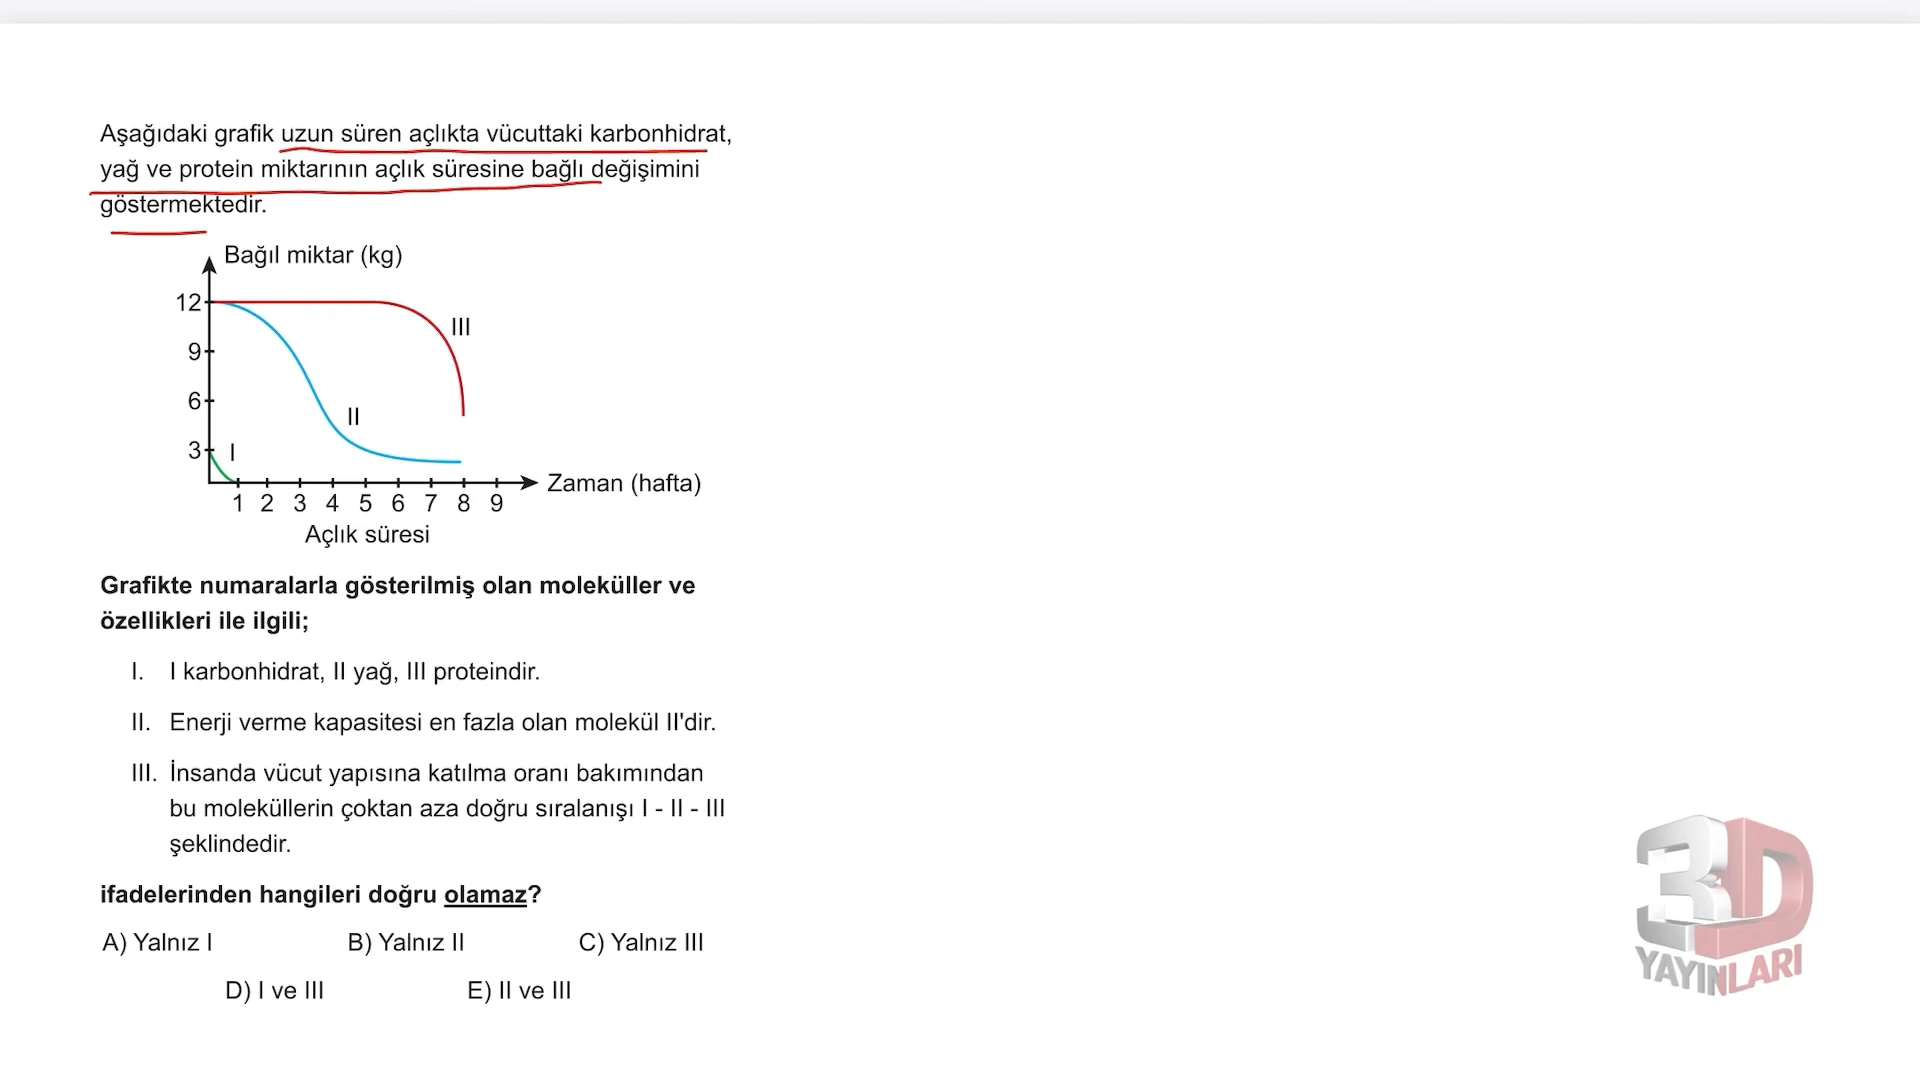 Aşağıdaki grafik uzun süren açlıkta vücuttaki karbonhidrat,
yağ ve protein miktarının açlık süresine bağlı değişimini
göstermektedir.
Bağıl miktar (kg)
12
9
6
3
I
II
III
1 2 3 4 5 6 7 8 9
Zaman (hafta)
Açlık süresi
Grafikte numaralarla gösterilmiş olan moleküller ve
özellikleri ile ilgili;
I. I karbonhidrat, II yağ, III proteindir.
II. Enerji verme kapasitesi en fazla olan molekül II'dir.
III. İnsanda vücut yapısına katılma oranı bakımından
bu moleküllerin çoktan aza doğru sıralanışı I - II - III
şeklindedir.
ifadelerinden hangileri doğru olamaz?
A) Yalnız I B) Yalnız II C) Yalnız III
D) I ve III E) II ve III
3D
YAYINLARI